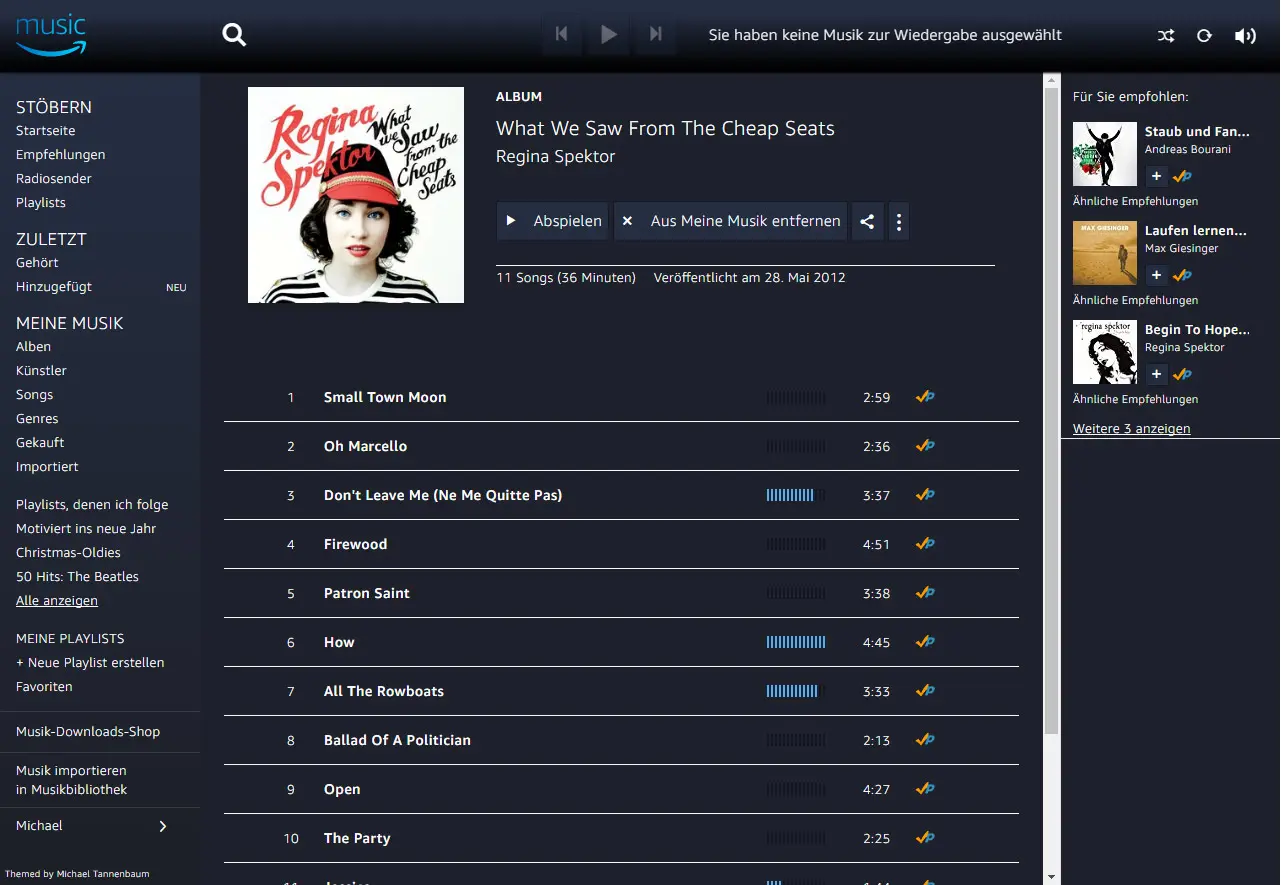 music
Sie haben keine Musik zur Wiedergabe ausgewählt
STÖBERN
Startseite
Empfehlungen
Radiosender
Playlists
ZULETZT
Gehört
Hinzugefügt NEU
MEINE MUSIK
Alben
Künstler
Songs
Genres
Gekauft
Importiert
Playlists, denen ich folge
Motiviert ins neue Jahr
Christmas-Oldies
50 Hits: The Beatles
Alle anzeigen
MEINE PLAYLISTS
+ Neue Playlist erstellen
Favoriten
Musik-Downloads-Shop
Musik importieren
in Musikbibliothek
Michael
Themed by Michael Tannenbaum
Regina
Spektor
What
we Saw
from the
Cheap
Seats
ALBUM
What We Saw From The Cheap Seats
Regina Spektor
Abspielen
Aus Meine Musik entfernen
11 Songs (36 Minuten) Veröffentlicht am 28. Mai 2012
1 Small Town Moon 2:59
2 Oh Marcello 2:36
3 Don't Leave Me (Ne Me Quitte Pas) 3:37
4 Firewood 4:51
5 Patron Saint 3:38
6 How 4:45
7 All The Rowboats 3:33
8 Ballad Of A Politician 2:13
9 Open 4:27
10 The Party 2:25
Für Sie empfohlen:
Staub und Fan...
Andreas Bourani
Ähnliche Empfehlungen
MAX GIESINGER
Laufen lernen...
Max Giesinger
Ähnliche Empfehlungen
regina spektor
Begin To Hope...
Regina Spektor
Ähnliche Empfehlungen
Weitere 3 anzeigen